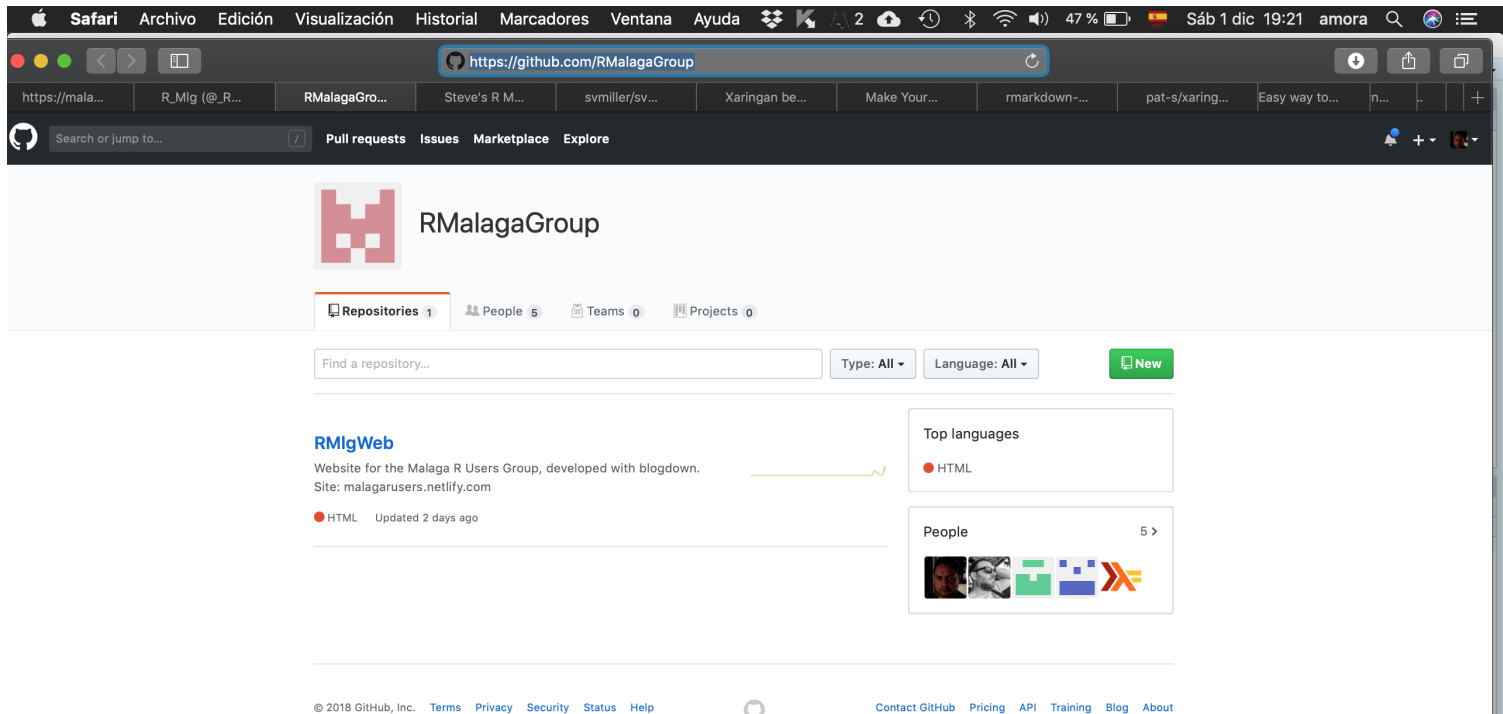 Safari Archivo Edición Visualización Historial Marcadores Ventana Ayuda 2 47 % Sáb 1 dic 19:21 amora
https://github.com/RMalagaGroup
https://mala... R_Mlg (@_R... RMalagaGro... Steve's R M... svmiller/sv... Xaringan be... Make Your... rmarkdown-... pat-s/xaring... Easy way to... n... ..
Search or jump to... / Pull requests Issues Marketplace Explore
RMalagaGroup
Repositories 1 People 5 Teams 0 Projects 0
Find a repository... Type: All Language: All New
RMlgWeb
Website for the Malaga R Users Group, developed with blogdown.
Site: malagarusers.netlify.com
HTML Updated 2 days ago
Top languages
HTML
People 5
© 2018 GitHub, Inc. Terms Privacy Security Status Help Contact GitHub Pricing API Training Blog About